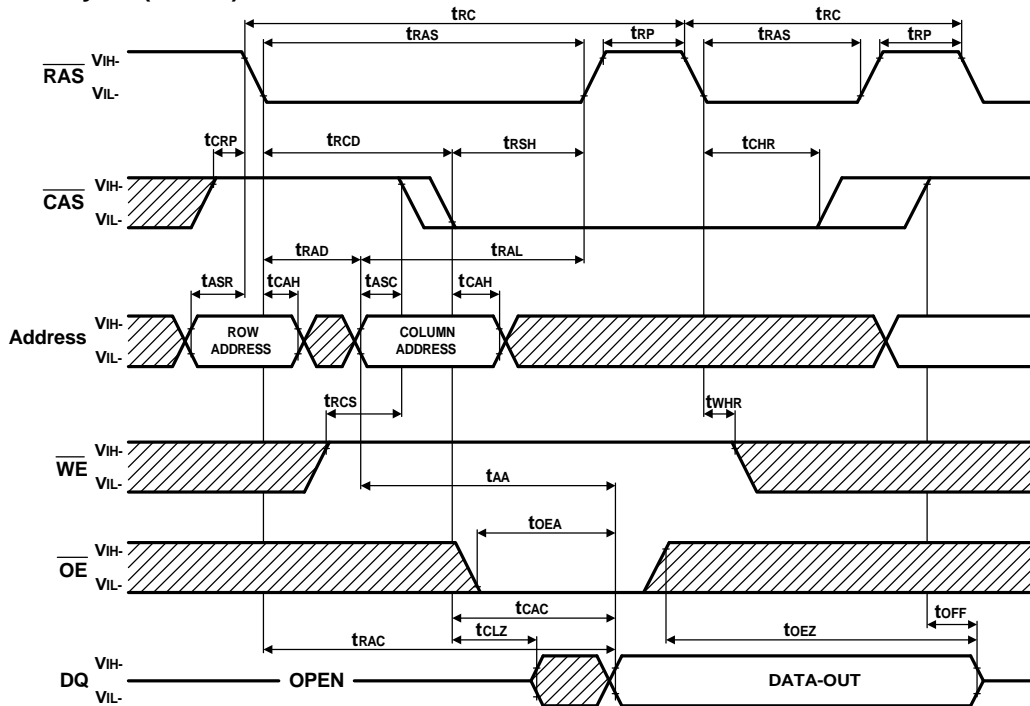 tRC tRC
tRAS tRP tRAS tRP
RAS VIH-
VIL-
tCRP tRCD tRSH tCHR
CAS VIH-
VIL-
tRAD tRAL
tASR tCAH tASC tCAH
Address VIH-
VIL-
ROW
ADDRESS
COLUMN
ADDRESS
tRCS tWHR
WE VIH-
VIL-
tAA
tOEA
OE VIH-
VIL-
tCAC tOFF
tCLZ tOEZ
tRAC
DQ VIH-
VIL-
OPEN DATA-OUT